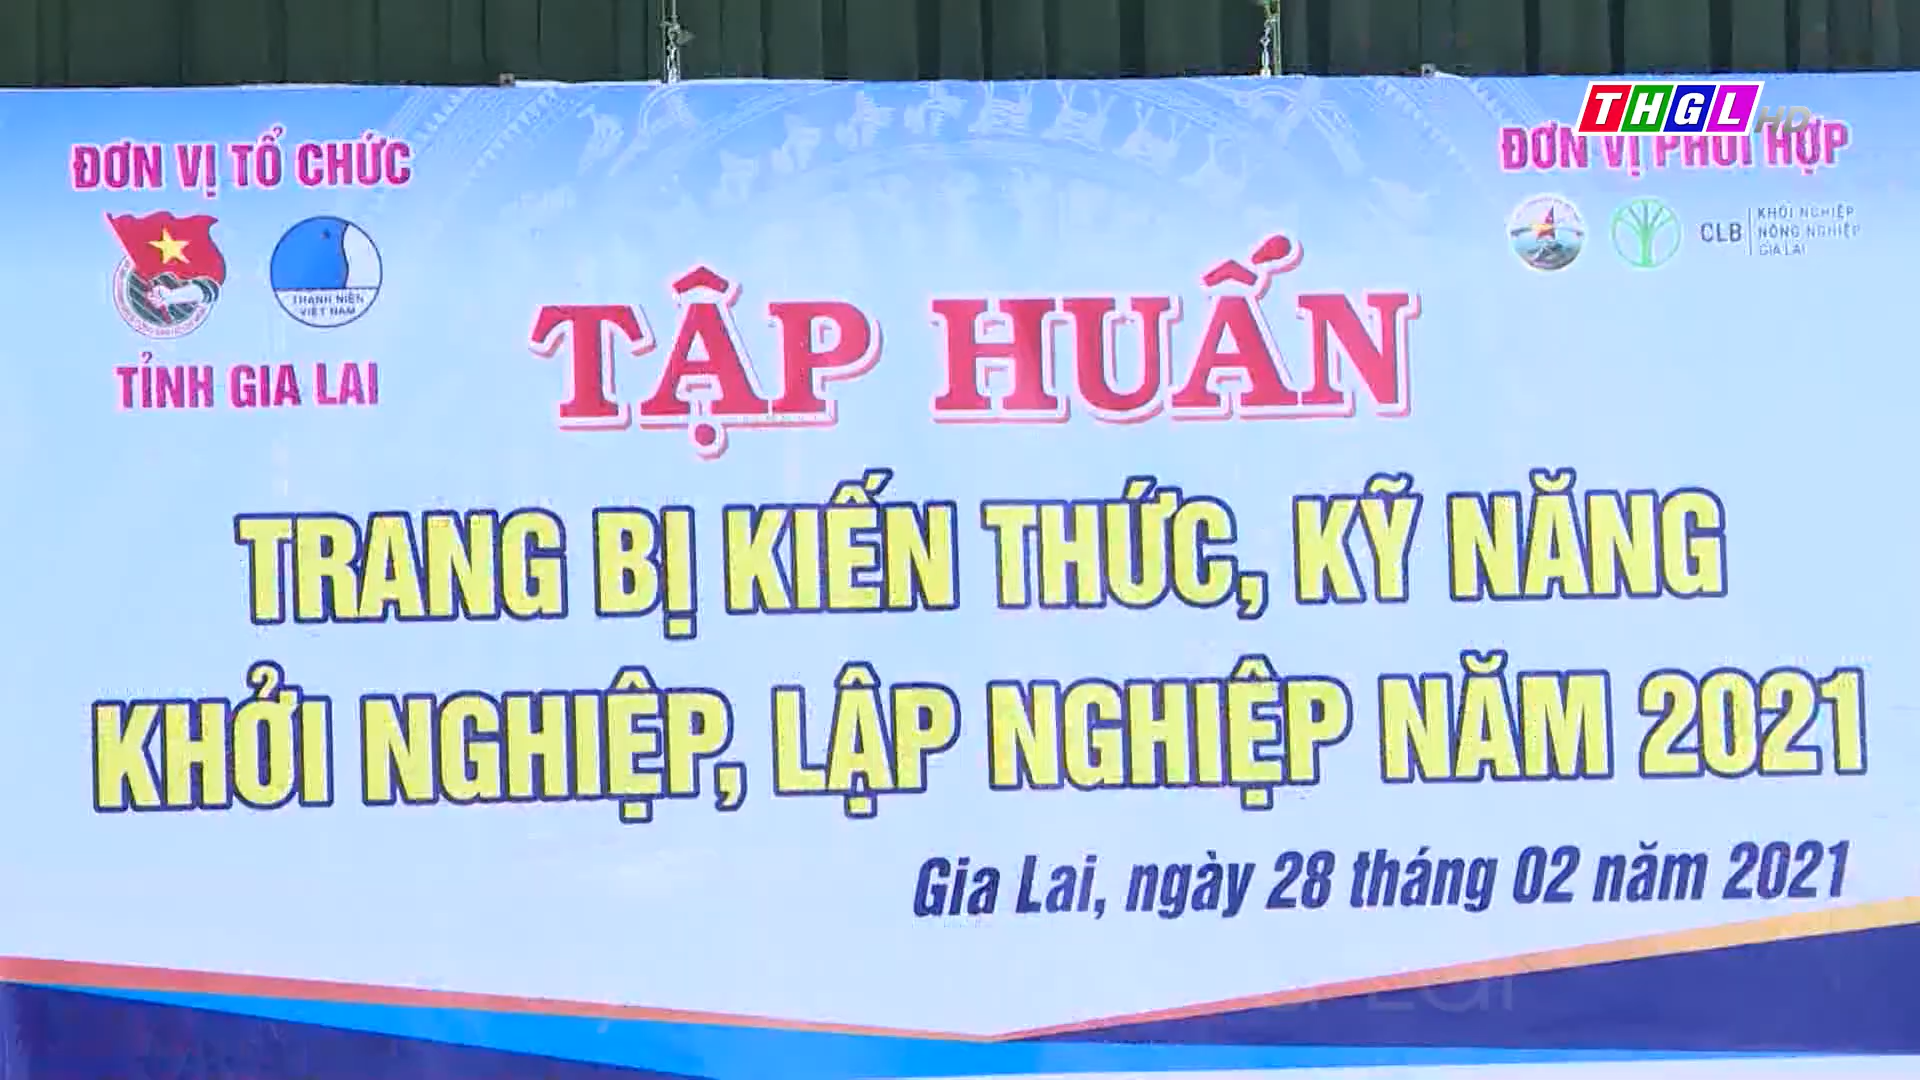 THGL HD
ĐƠN VỊ TỔ CHỨC
THANH NIÊN
VIỆT NAM
TỈNH GIA LAI
ĐƠN VỊ PHỐI HỢP
CLB
KHỞI NGHIỆP
NÔNG NGHIỆP
GIA LAI
TẬP HUẤN
TRANG BỊ KIẾN THỨC, KỸ NĂNG
KHỞI NGHIỆP, LẬP NGHIỆP NĂM 2021
Gia Lai, ngày 28 tháng 02 năm 2021